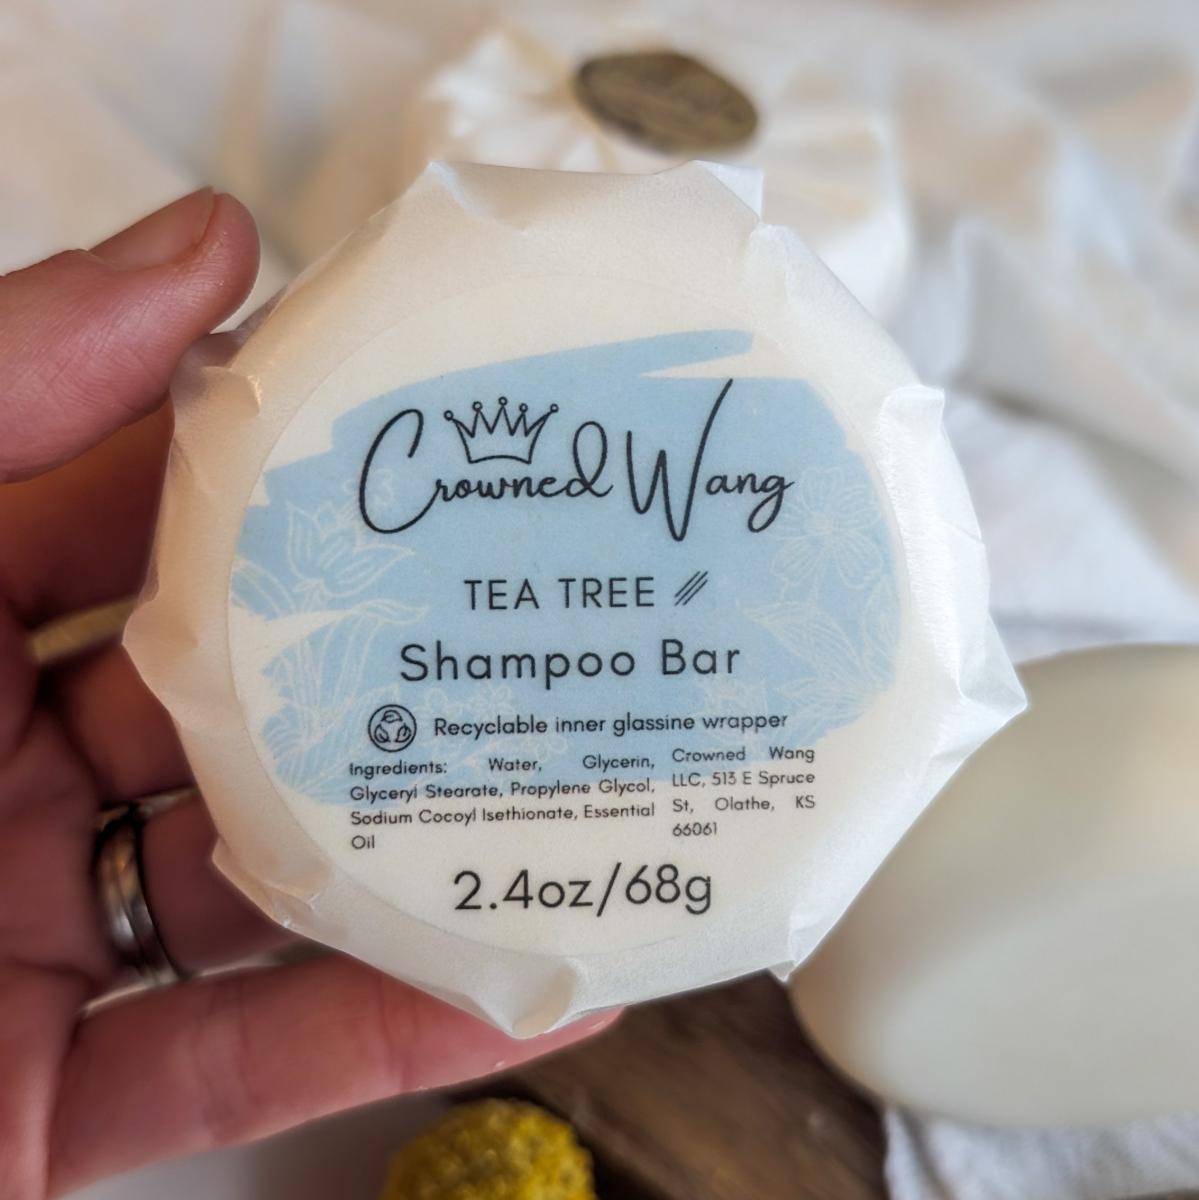 Crowned Wang
TEA TREE
Shampoo Bar
Recyclable inner glassine wrapper
Ingredients: Water, Glycerin,
Glyceryl Stearate, Propylene Glycol,
Sodium Cocoyl Isethionate, Essential
Oil
Crowned Wang
LLC, 513 E Spruce
St, Olathe, KS
66061
2.4oz/68g